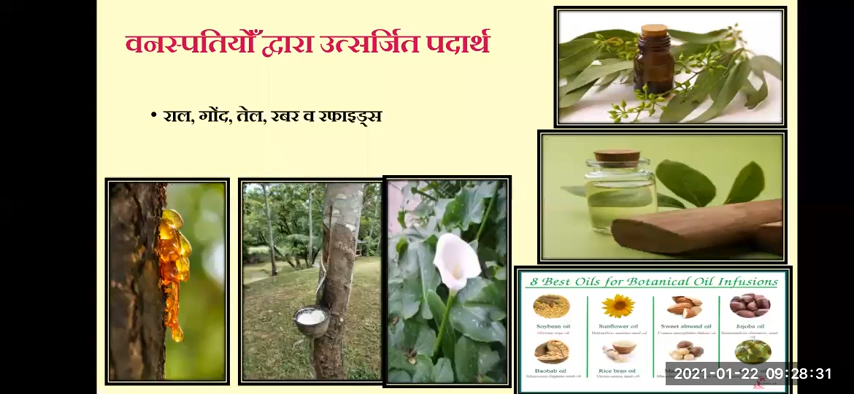 वनस्पतियोँ द्वारा उत्सर्जित पदार्थ
• राल, गोंद, तेल, रबर व रफाइड्स
8 Best Oils for Botanical Oil Infusions
Soybean oil Sunflower oil Sweet almond oil Jojoba oil
Baobab oil Rice bran oil
2021-01-22 09:28:31